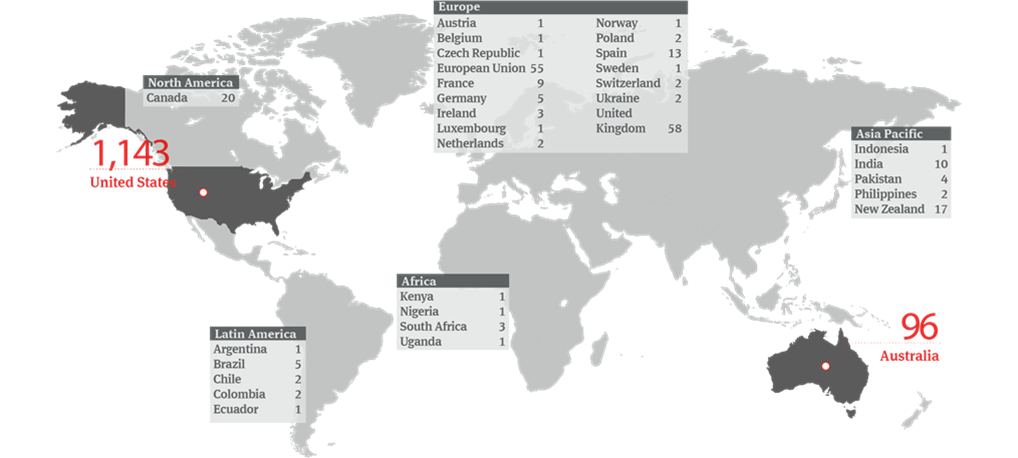 Europe
Austria 1
Belgium 1
Czech Republic 1
European Union 55
France 9
Germany 5
Ireland 3
Luxembourg 1
Netherlands 2
Norway 1
Poland 2
Spain 13
Sweden 1
Switzerland 2
Ukraine 2
United
Kingdom 58
North America
Canada 20
1,143
United States
Asia Pacific
Indonesia 1
India 10
Pakistan 4
Philippines 2
New Zealand 17
Africa
Kenya 1
Nigeria 1
South Africa 3
Uganda 1
Latin America
Argentina 1
Brazil 5
Chile 2
Colombia 2
Ecuador 1
96
Australia